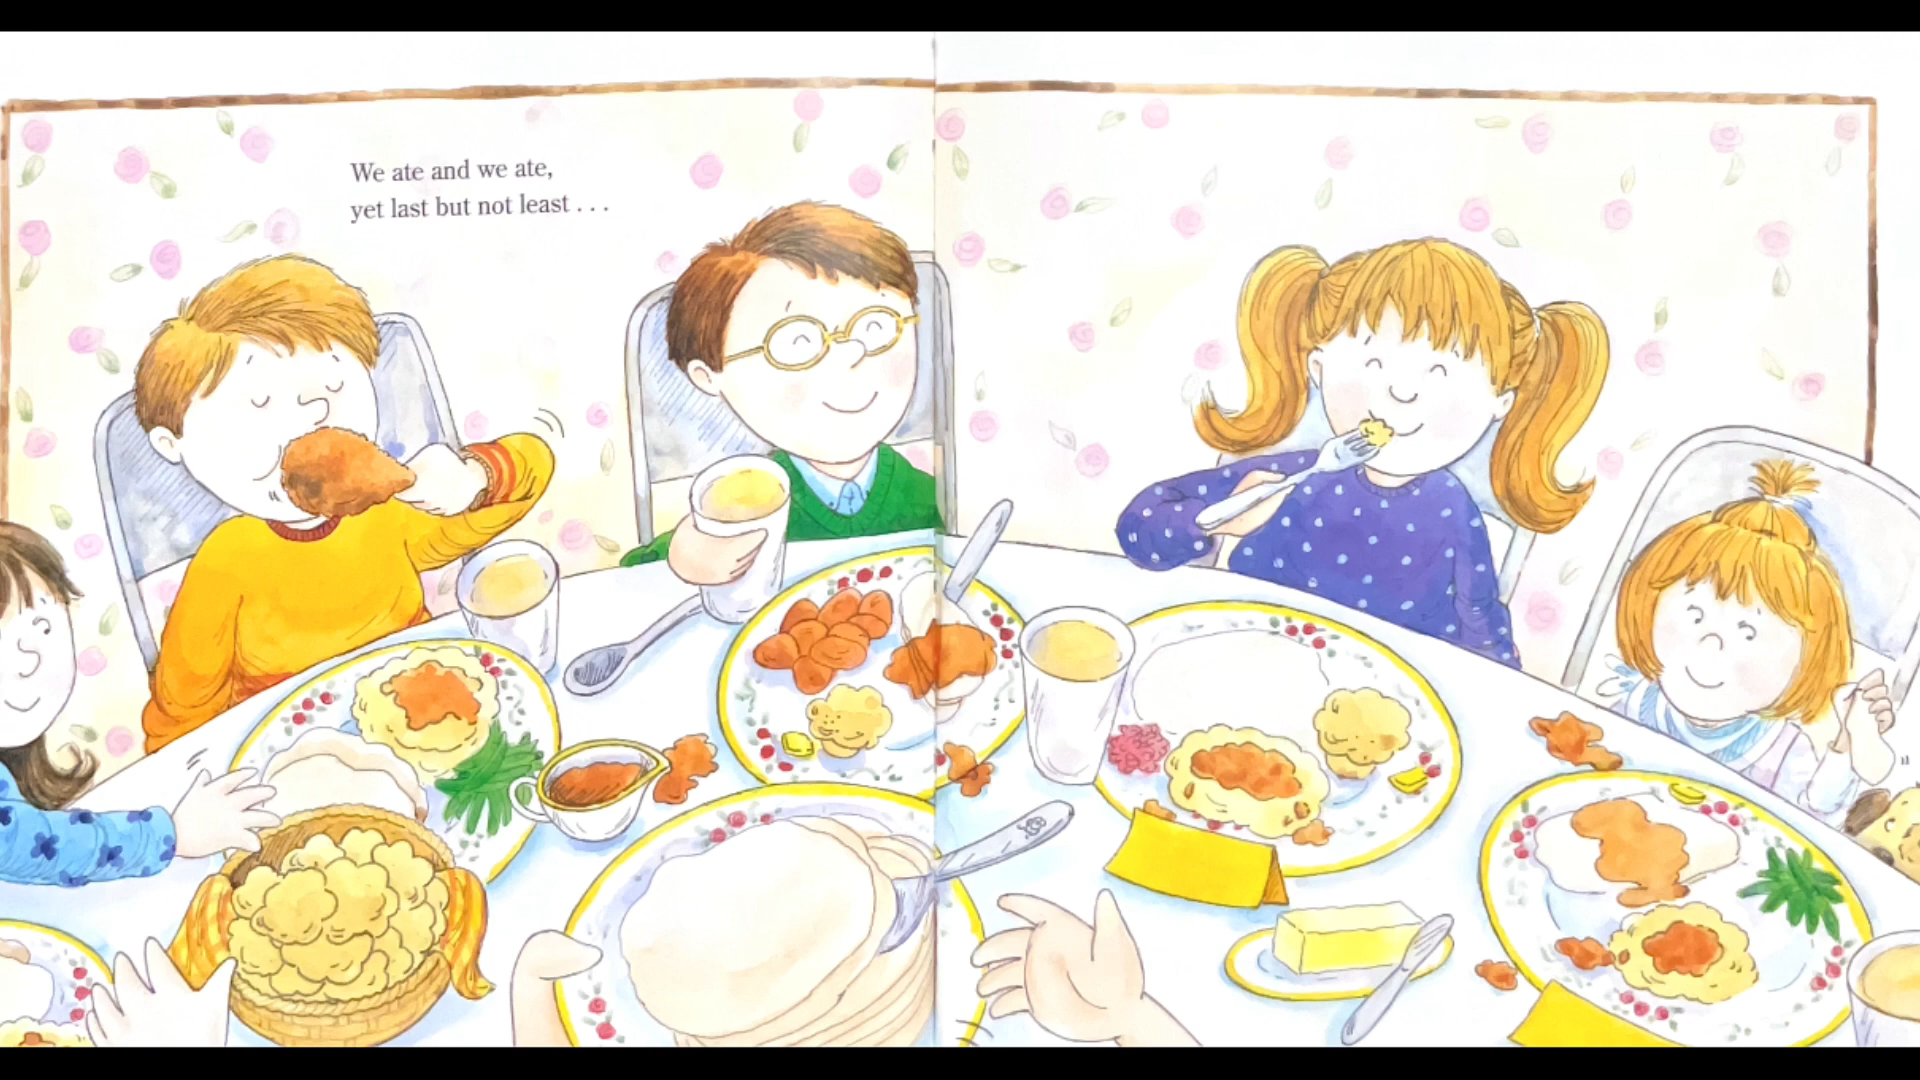 We ate and we ate,
yet last but not least . . .